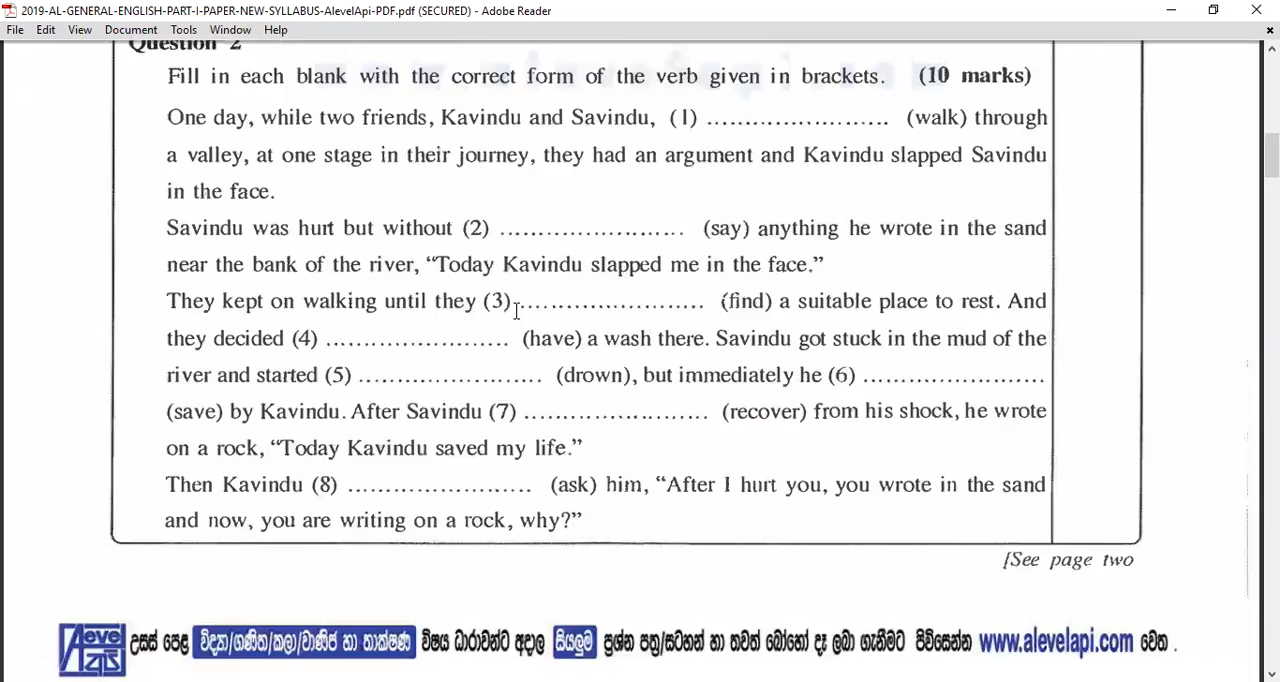 2019-AL-GENERAL-ENGLISH-PART-I-PAPER-NEW-SYLLABUS-AlevelApi-PDF.pdf (SECURED) - Adobe Reader
File Edit View Document Tools Window Help
Question 2
Fill in each blank with the correct form of the verb given in brackets. (10 marks)
One day, while two friends, Kavindu and Savindu, (1) ........................ (walk) through
a valley, at one stage in their journey, they had an argument and Kavindu slapped Savindu
in the face.
Savindu was hurt but without (2) ........................ (say) anything he wrote in the sand
near the bank of the river, “Today Kavindu slapped me in the face.”
They kept on walking until they (3) ........................ (find) a suitable place to rest. And
they decided (4) ........................ (have) a wash there. Savindu got stuck in the mud of the
river and started (5) ........................ (drown), but immediately he (6) ........................
(save) by Kavindu. After Savindu (7) ........................ (recover) from his shock, he wrote
on a rock, “Today Kavindu saved my life.”
Then Kavindu (8) ........................ (ask) him, “After I hurt you, you wrote in the sand
and now, you are writing on a rock, why?”
[See page two
Alevel අපි උසස් පෙළ විද්‍යා/ගණිත/කලා/වාණිජ හා තාක්ෂණ විෂය ධාරාවන්ට අදාල සියලුම ප්‍රශ්න පත්‍ර/සටහන් හා තවත් බෝහෝ දෑ ලබා ගැනීමට පිවිසෙන්න www.alevelapi.com වෙත .